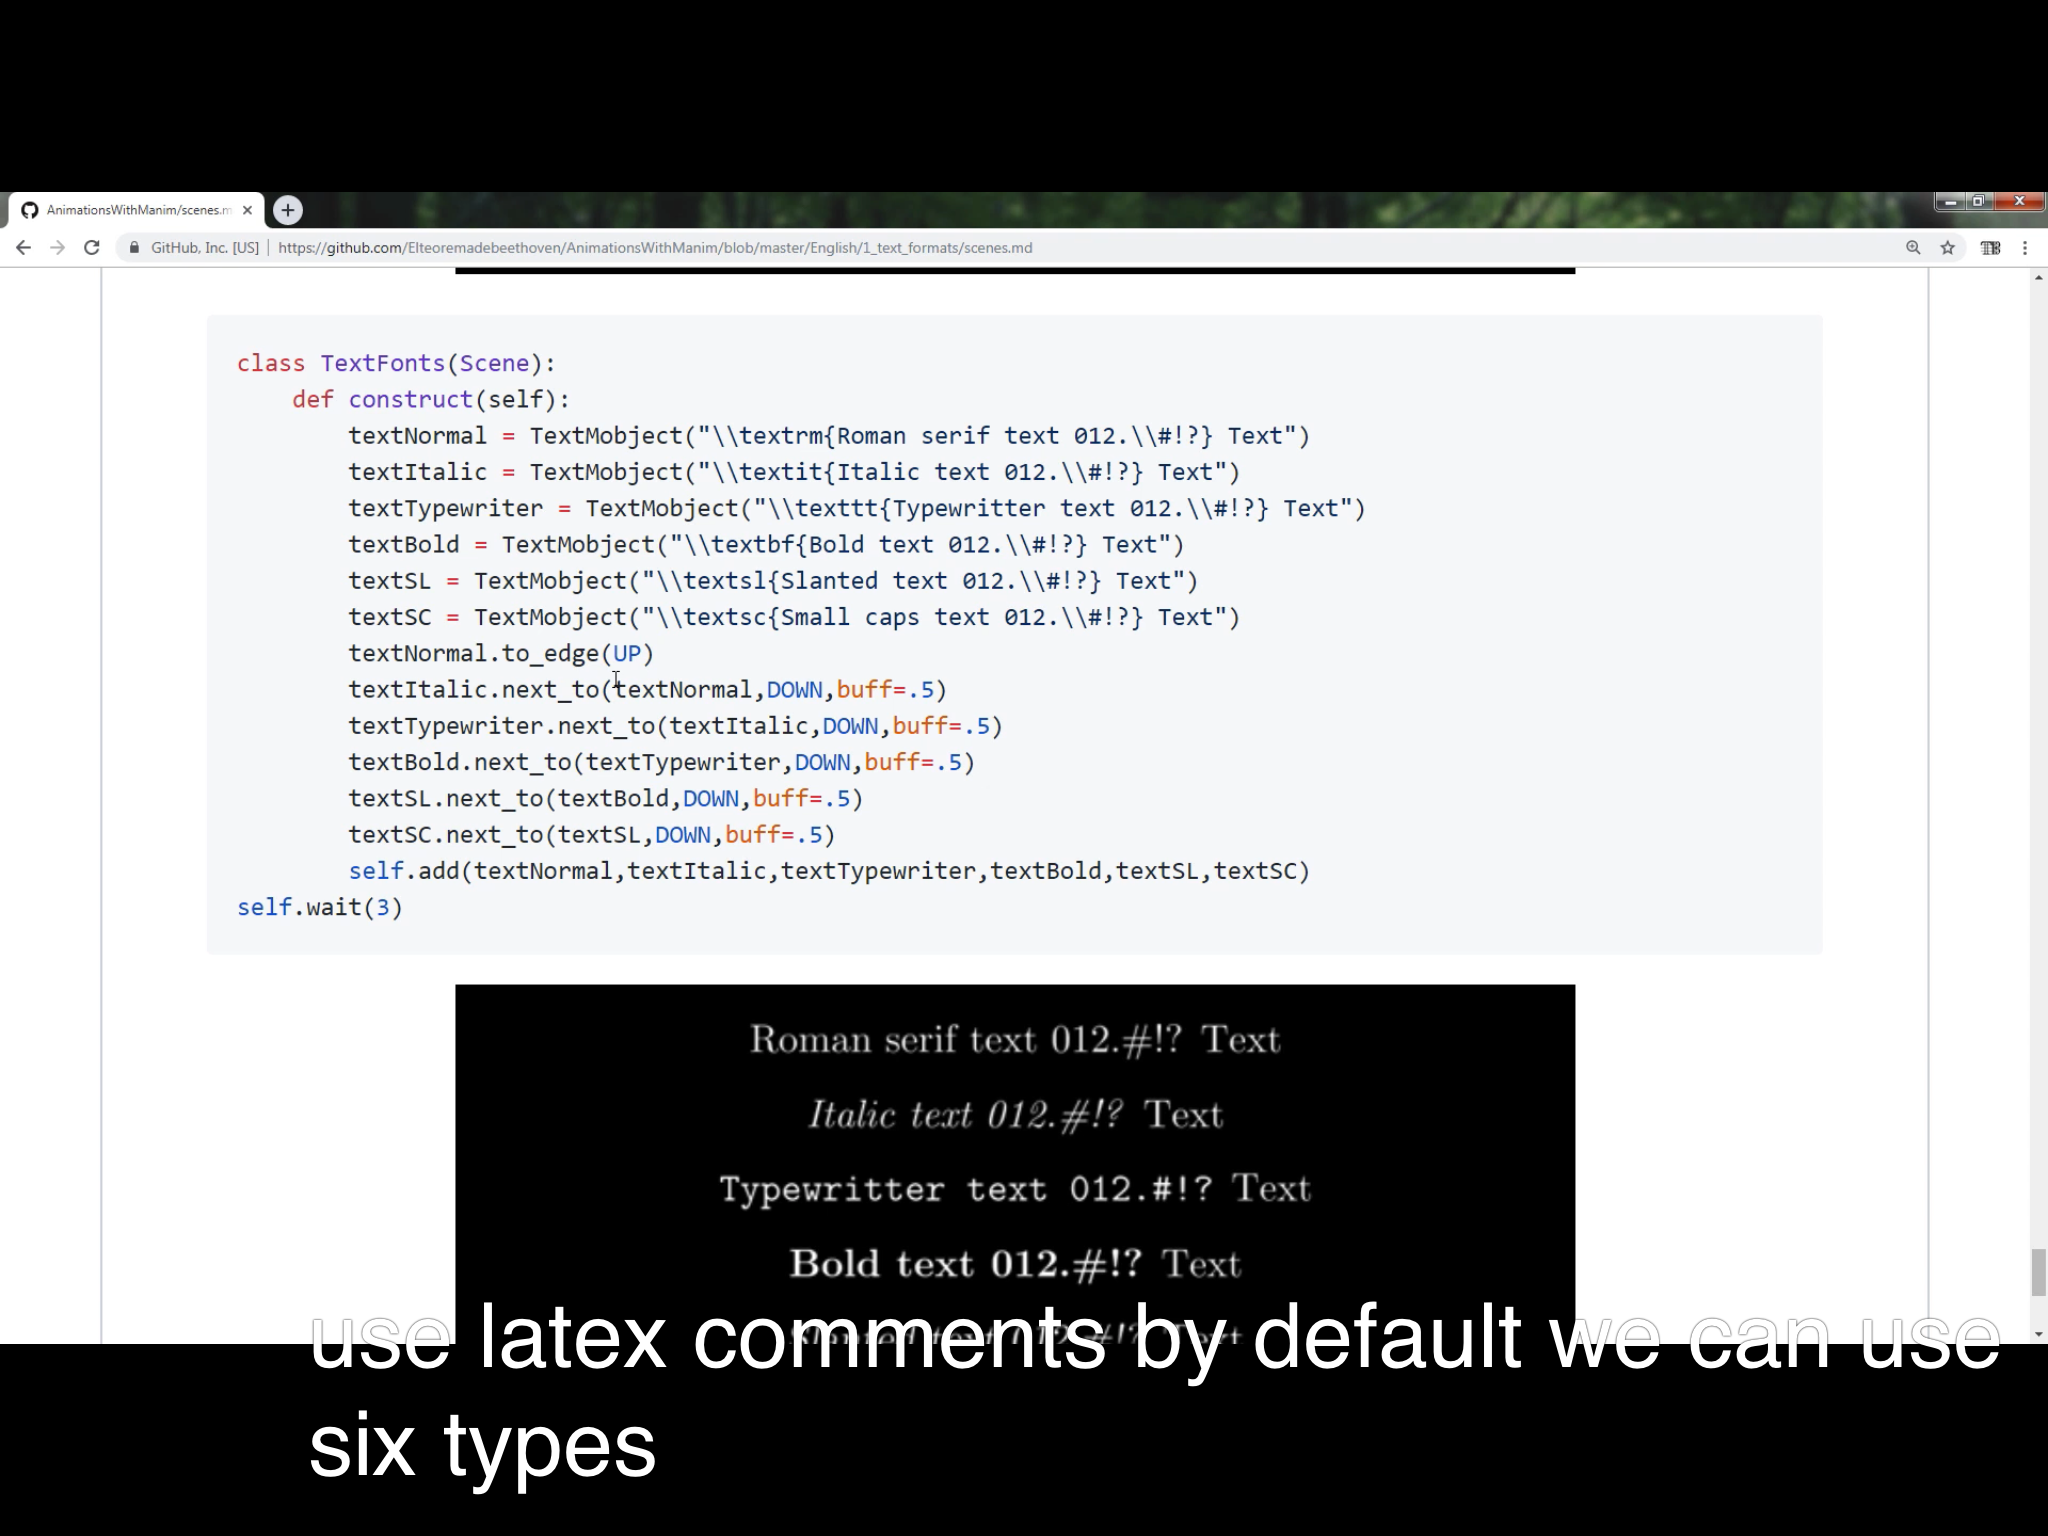 AnimationsWithManim/scenes.m
GitHub, Inc. [US] | https://github.com/Elteoremadebeethoven/AnimationsWithManim/blob/master/English/1_text_formats/scenes.md
class TextFonts(Scene):
    def construct(self):
        textNormal = TextMobject("\\textrm{Roman serif text 012.\\#!?} Text")
        textItalic = TextMobject("\\textit{Italic text 012.\\#!?} Text")
        textTypewriter = TextMobject("\\texttt{Typewritter text 012.\\#!?} Text")
        textBold = TextMobject("\\textbf{Bold text 012.\\#!?} Text")
        textSL = TextMobject("\\textsl{Slanted text 012.\\#!?} Text")
        textSC = TextMobject("\\textsc{Small caps text 012.\\#!?} Text")
        textNormal.to_edge(UP)
        textItalic.next_to(textNormal,DOWN,buff=.5)
        textTypewriter.next_to(textItalic,DOWN,buff=.5)
        textBold.next_to(textTypewriter,DOWN,buff=.5)
        textSL.next_to(textBold,DOWN,buff=.5)
        textSC.next_to(textSL,DOWN,buff=.5)
        self.add(textNormal,textItalic,textTypewriter,textBold,textSL,textSC)
self.wait(3)
Roman serif text 012.#!? Text
Italic text 012.#!? Text
Typewritter text 012.#!? Text
Bold text 012.#!? Text
use latex comments by default we can use
six types